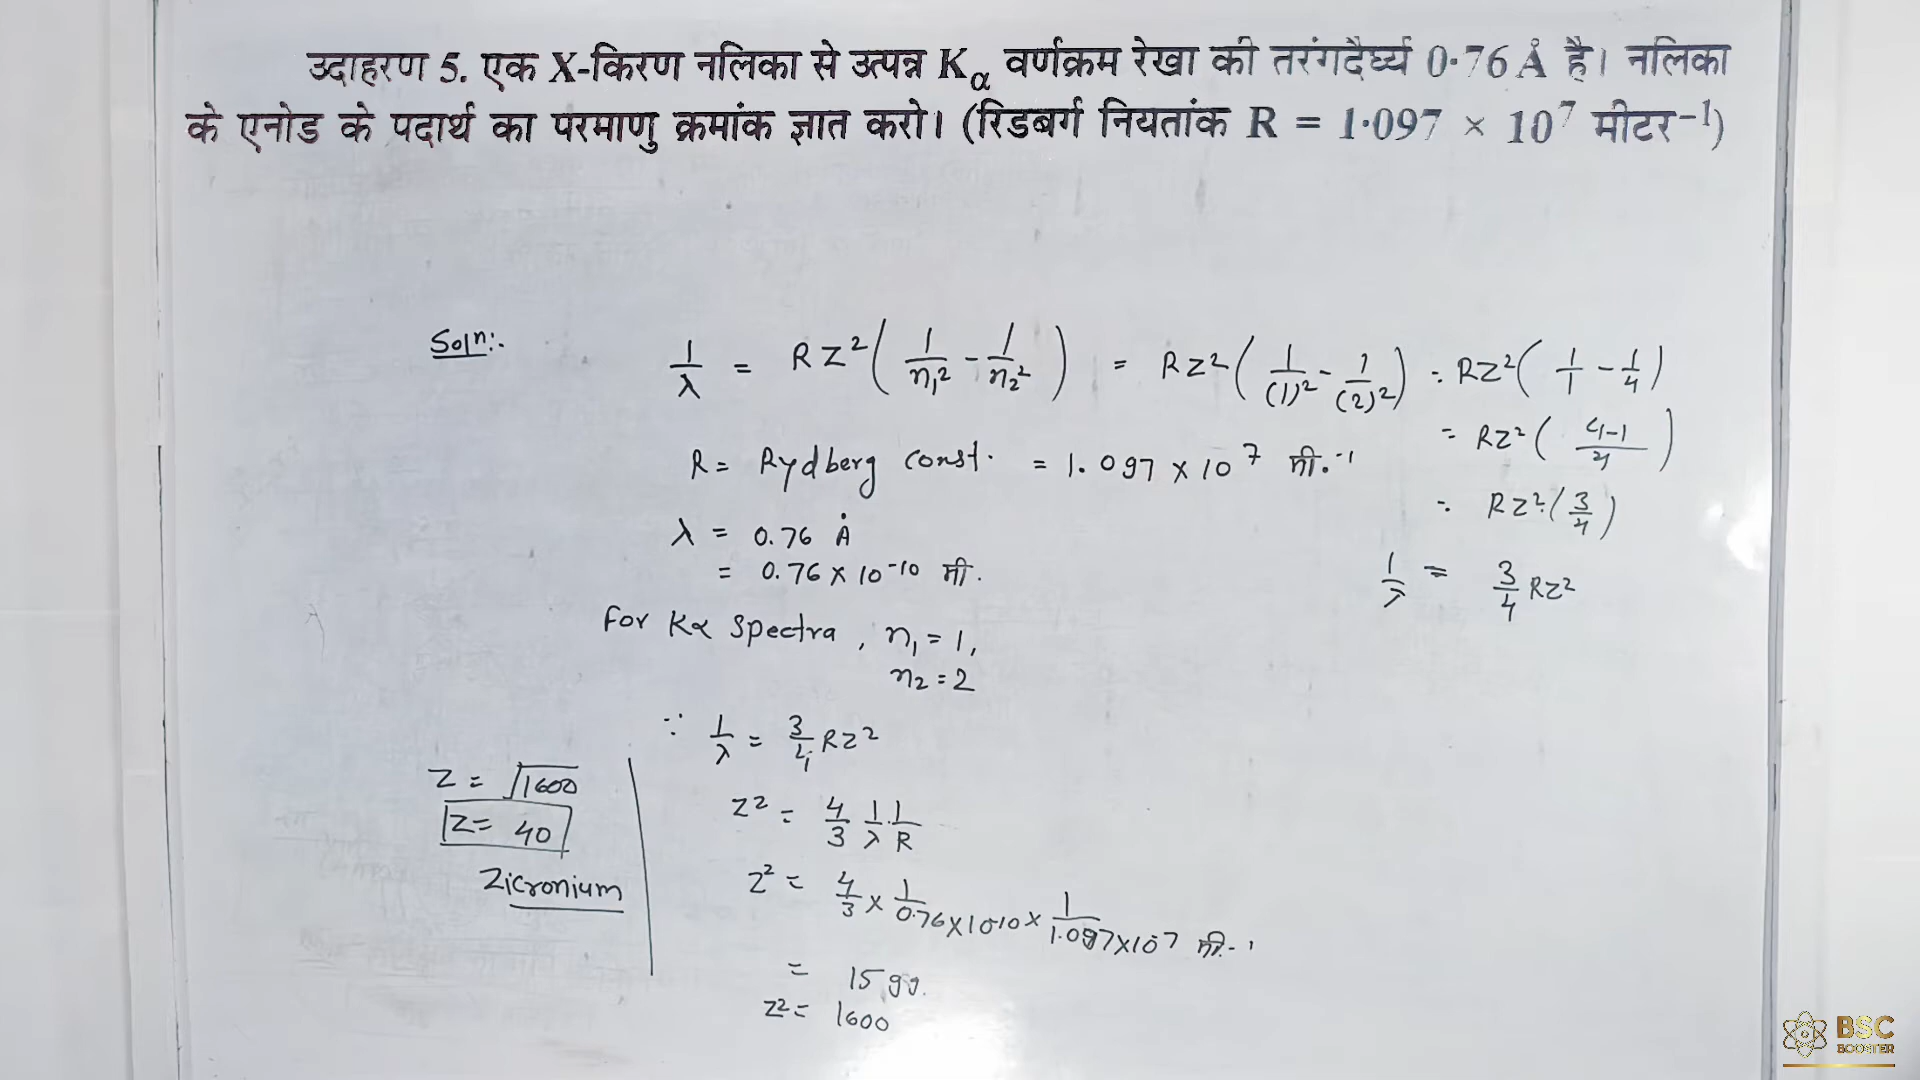 उदाहरण 5. एक X-किरण नलिका से उत्पन्न Kα वर्णक्रम रेखा की तरंगदैर्घ्य 0·76 Å है। नलिका
के एनोड के पदार्थ का परमाणु क्रमांक ज्ञात करो। (रिडबर्ग नियतांक R = 1·097 × 10⁷ मीटर⁻¹)
Solⁿ:-
1/λ = RZ²(1/n₁² - 1/n₂²) = RZ²(1/(1)² - 1/(2)²) = RZ²(1/1 - 1/4)
= RZ²(4-1/4)
= RZ²(3/4)
1/λ = 3/4 RZ²
R = Rydberg const. = 1.097 × 10⁷ मी.⁻¹
λ = 0.76 Å
= 0.76 × 10⁻¹⁰ मी.
For Kα Spectra, n₁ = 1,
n₂ = 2
∵ 1/λ = 3/4 RZ²
Z² = 4/3 1/λ · 1/R
Z² = 4/3 × 1/0.76×10-10 × 1/1.097×107 मी.-1
= 1599.
Z² = 1600
Z = √1600
Z = 40
Zicronium
BSC
BOOSTER